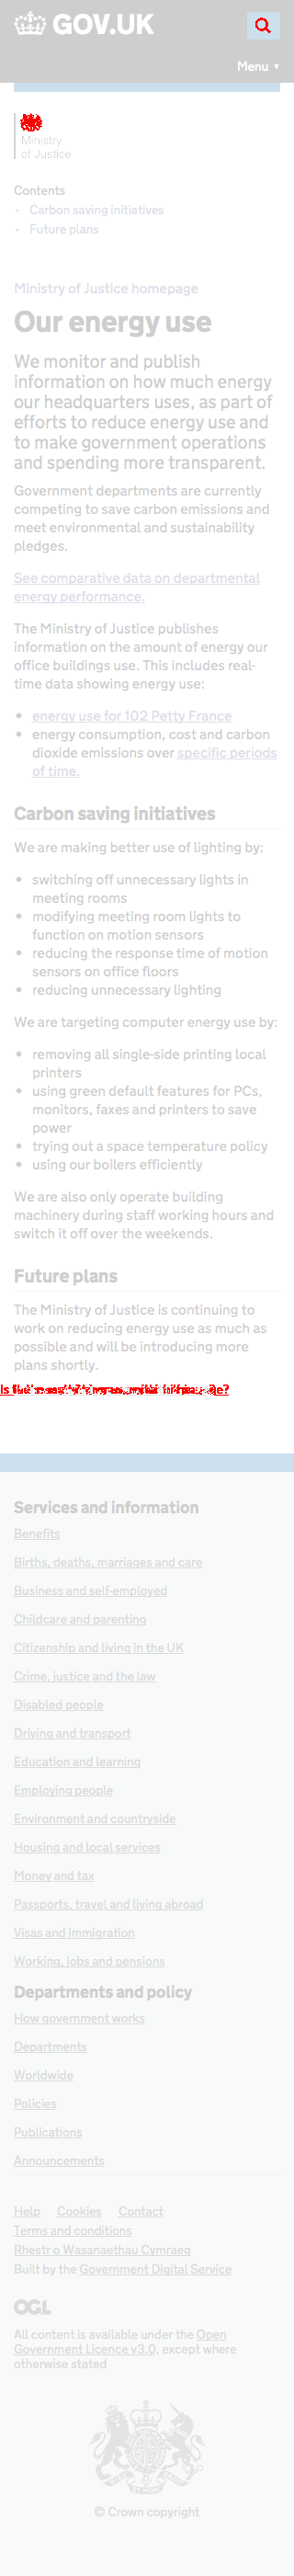 GOV.UK
Menu ▼
Ministry
of Justice
Contents
- Carbon saving initiatives
- Future plans
Ministry of Justice homepage
Our energy use
We monitor and publish
information on how much energy
our headquarters uses, as part of
efforts to reduce energy use and
to make government operations
and spending more transparent.
Government departments are currently
competing to save carbon emissions and
meet environmental and sustainability
pledges.
See comparative data on departmental
energy performance.
The Ministry of Justice publishes
information on the amount of energy our
office buildings use. This includes real-
time data showing energy use:
• energy use for 102 Petty France
• energy consumption, cost and carbon
dioxide emissions over specific periods
of time.
Carbon saving initiatives
We are making better use of lighting by:
• switching off unnecessary lights in
meeting rooms
• modifying meeting room lights to
function on motion sensors
• reducing the response time of motion
sensors on office floors
• reducing unnecessary lighting
We are targeting computer energy use by:
• removing all single-side printing local
printers
• using green default features for PCs,
monitors, faxes and printers to save
power
• trying out a space temperature policy
• using our boilers efficiently
We are also only operate building
machinery during staff working hours and
switch it off over the weekends.
Future plans
The Ministry of Justice is continuing to
work on reducing energy use as much as
possible and will be introducing more
plans shortly.
Services and information
Benefits
Births, deaths, marriages and care
Business and self-employed
Childcare and parenting
Citizenship and living in the UK
Crime, justice and the law
Disabled people
Driving and transport
Education and learning
Employing people
Environment and countryside
Housing and local services
Money and tax
Passports, travel and living abroad
Visas and immigration
Working, jobs and pensions
Departments and policy
How government works
Departments
Worldwide
Policies
Publications
Announcements
Help Cookies Contact
Terms and conditions
Rhestr o Wasanaethau Cymraeg
Built by the Government Digital Service
OGL
All content is available under the Open
Government Licence v3.0, except where
otherwise stated
© Crown copyright